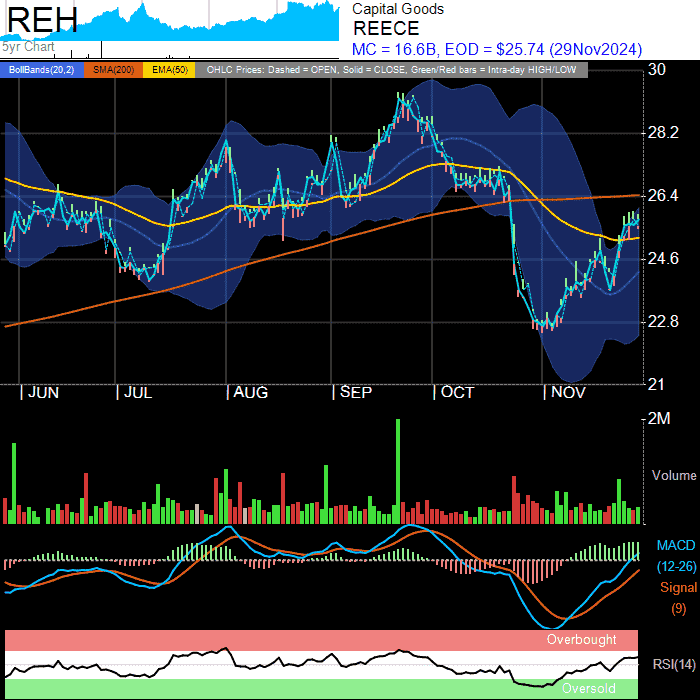 REH
5yr Chart
Capital Goods
REECE
MC = 16.6B, EOD = $25.74 (29Nov2024)
BollBands(20,2) SMA(200) EMA(50) OHLC Prices: Dashed = OPEN, Solid = CLOSE, Green/Red bars = Intra-day HIGH/LOW
30
28.2
26.4
24.6
22.8
21
| JUN | JUL | AUG | SEP | OCT | NOV
2M
Volume
MACD
(12-26)
Signal
(9)
Overbought
RSI(14)
Oversold